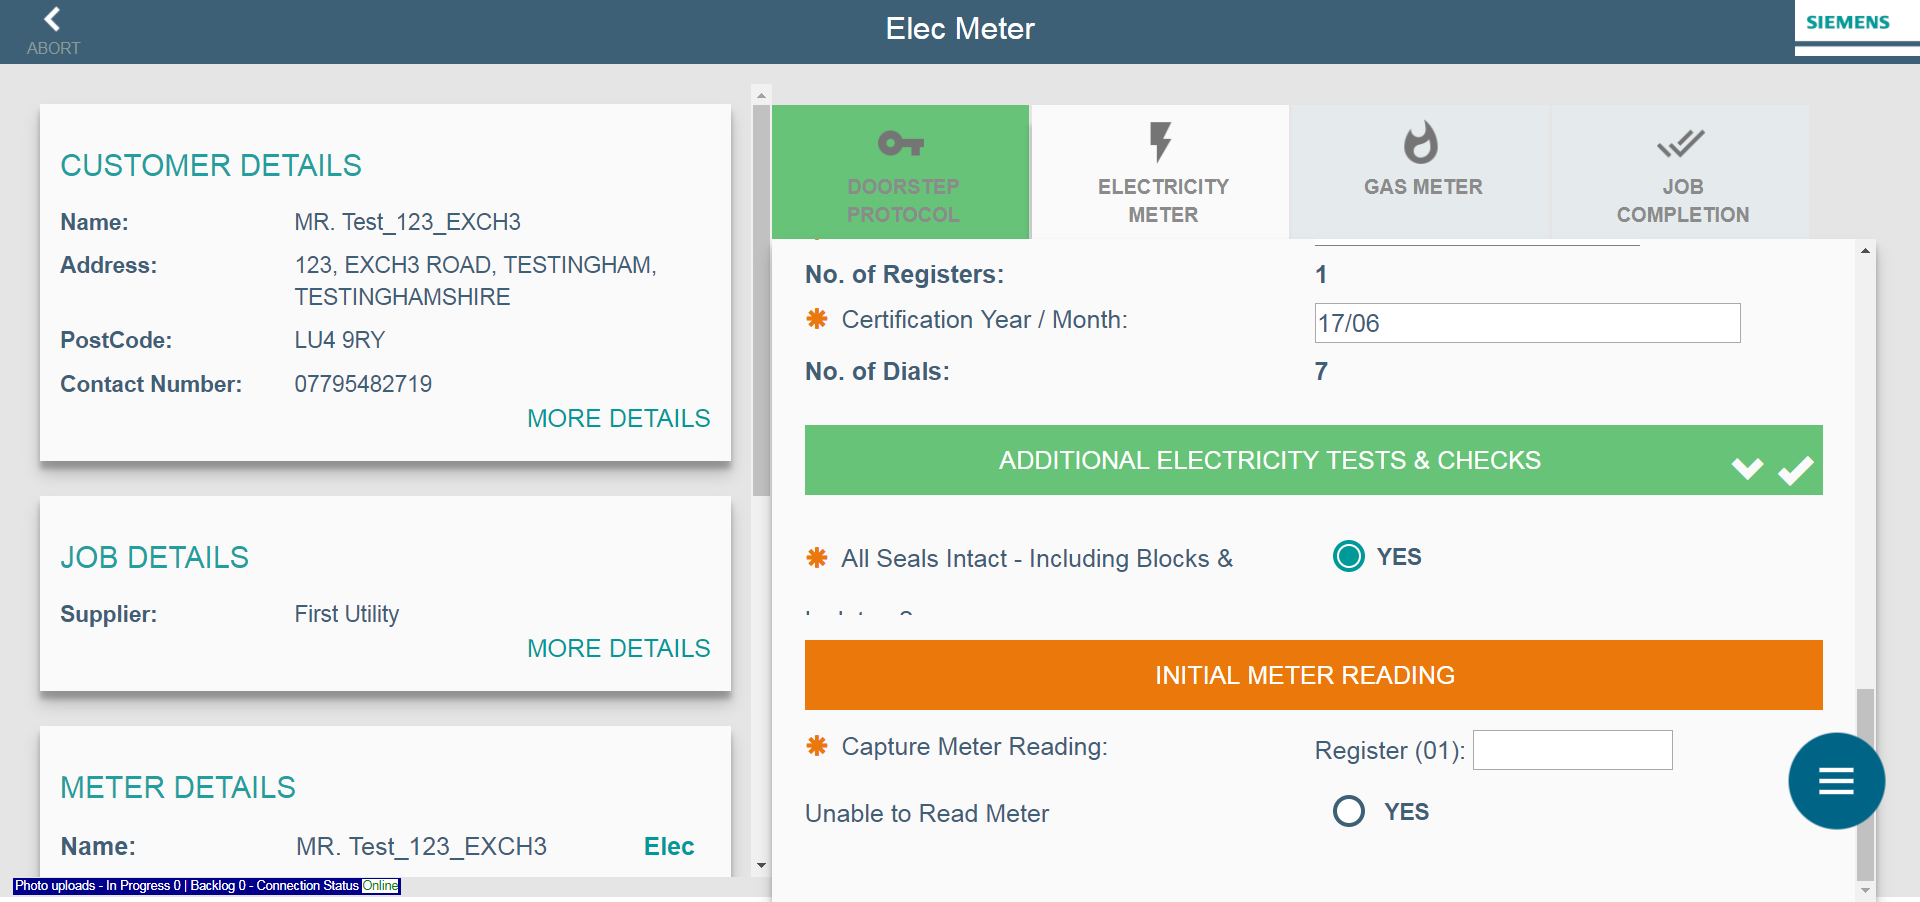 ABORT
Elec Meter
SIEMENS
CUSTOMER DETAILS
Name: MR. Test_123_EXCH3
Address: 123, EXCH3 ROAD, TESTINGHAM,
TESTINGHAMSHIRE
PostCode: LU4 9RY
Contact Number: 07795482719
MORE DETAILS
JOB DETAILS
Supplier: First Utility
MORE DETAILS
METER DETAILS
Name: MR. Test_123_EXCH3 Elec
Photo uploads - In Progress 0 | Backlog 0 - Connection Status Online
DOORSTEP
PROTOCOL
ELECTRICITY
METER
GAS METER
JOB
COMPLETION
No. of Registers: 1
Certification Year / Month: 17/06
No. of Dials: 7
ADDITIONAL ELECTRICITY TESTS & CHECKS
All Seals Intact - Including Blocks & YES
INITIAL METER READING
Capture Meter Reading: Register (01):
Unable to Read Meter YES